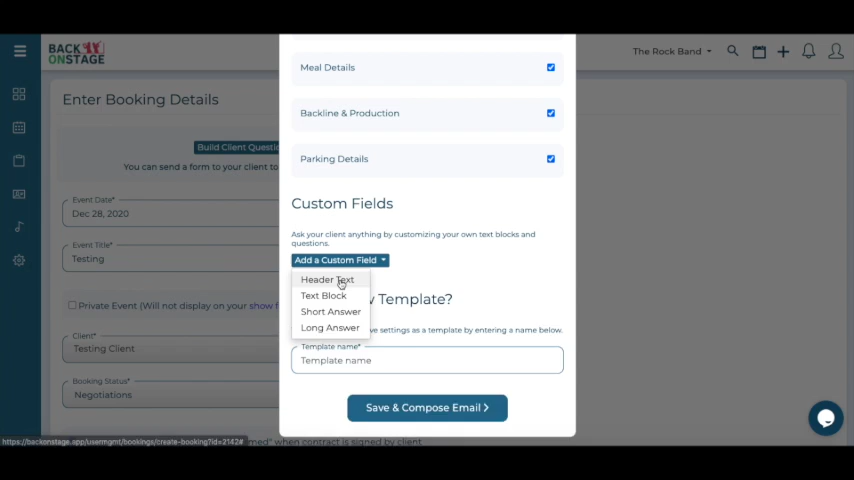 BACK
ONSTAGE
The Rock Band
Enter Booking Details
Build Client Questi
You can send a form to your client to
Event Date*
Dec 28, 2020
Event Title*
Testing
Private Event (Will not display on your show
Client*
Testing Client
Booking Status*
Negotiations
Meal Details
Backline & Production
Parking Details
Custom Fields
Ask your client anything by customizing your own text blocks and
questions.
Add a Custom Field
Header Text
Text Block
Short Answer
Long Answer
w Template?
ve settings as a template by entering a name below.
Template name*
Template name
Save & Compose Email
https://backonstage.app/usermgmt/bookings/create-booking?id=2142#
med" when contract is signed by client